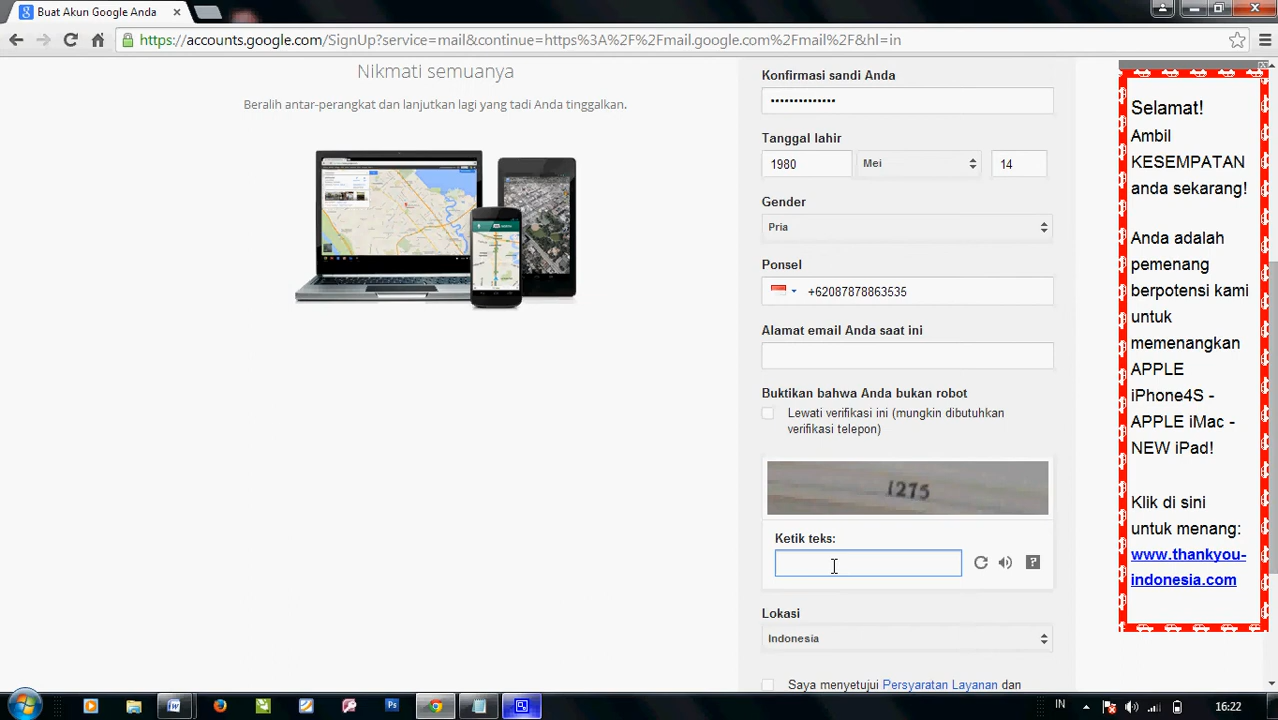 Buat Akun Google Anda
https://accounts.google.com/SignUp?service=mail&continue=https%3A%2F%2Fmail.google.com%2Fmail%2F&hl=in
Nikmati semuanya
Beralih antar-perangkat dan lanjutkan lagi yang tadi Anda tinggalkan.
Konfirmasi sandi Anda
••••••••••••••
Tanggal lahir
1980 Mei 14
Gender
Pria
Ponsel
+6208787886​3535
Alamat email Anda saat ini
Buktikan bahwa Anda bukan robot
Lewati verifikasi ini (mungkin dibutuhkan
verifikasi telepon)
1275
Ketik teks:
?
Lokasi
Indonesia
Saya menyetujui Persyaratan Layanan dan
Selamat!
Ambil
KESEMPATAN
anda sekarang!
Anda adalah
pemenang
berpotensi kami
untuk
memenangkan
APPLE
iPhone4S -
APPLE iMac -
NEW iPad!
Klik di sini
untuk menang:
www.thankyou-
indonesia.com
IN
16:22